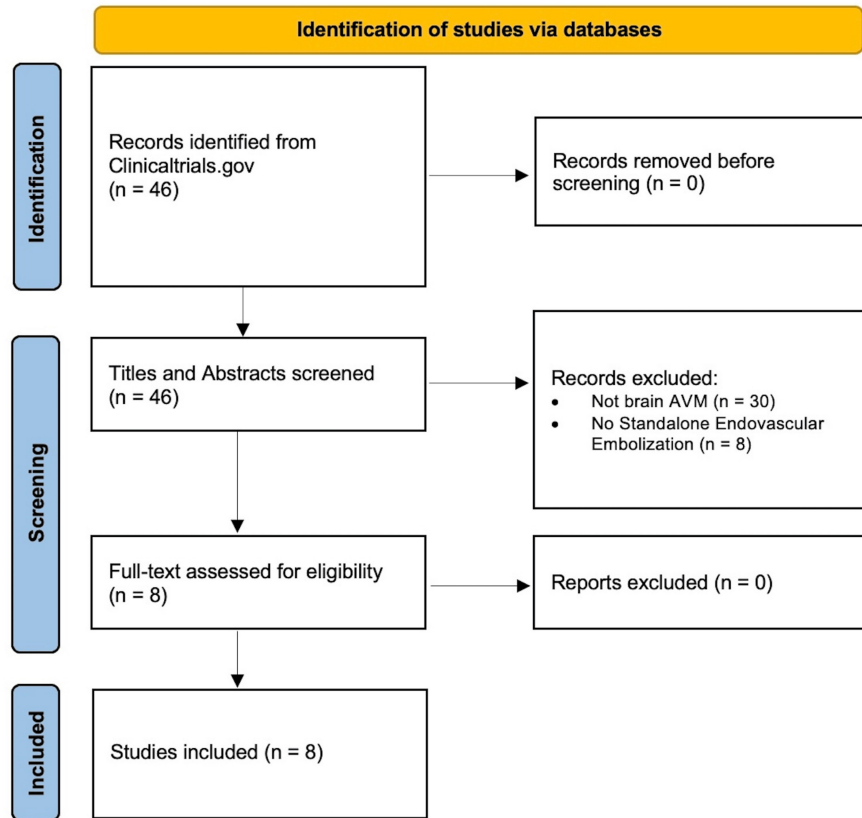 Identification of studies via databases
Identification
Records identified from
Clinicaltrials.gov
(n = 46)
Records removed before
screening (n = 0)
Screening
Titles and Abstracts screened
(n = 46)
Records excluded:
• Not brain AVM (n = 30)
• No Standalone Endovascular
Embolization (n = 8)
Full-text assessed for eligibility
(n = 8)
Reports excluded (n = 0)
Included
Studies included (n = 8)